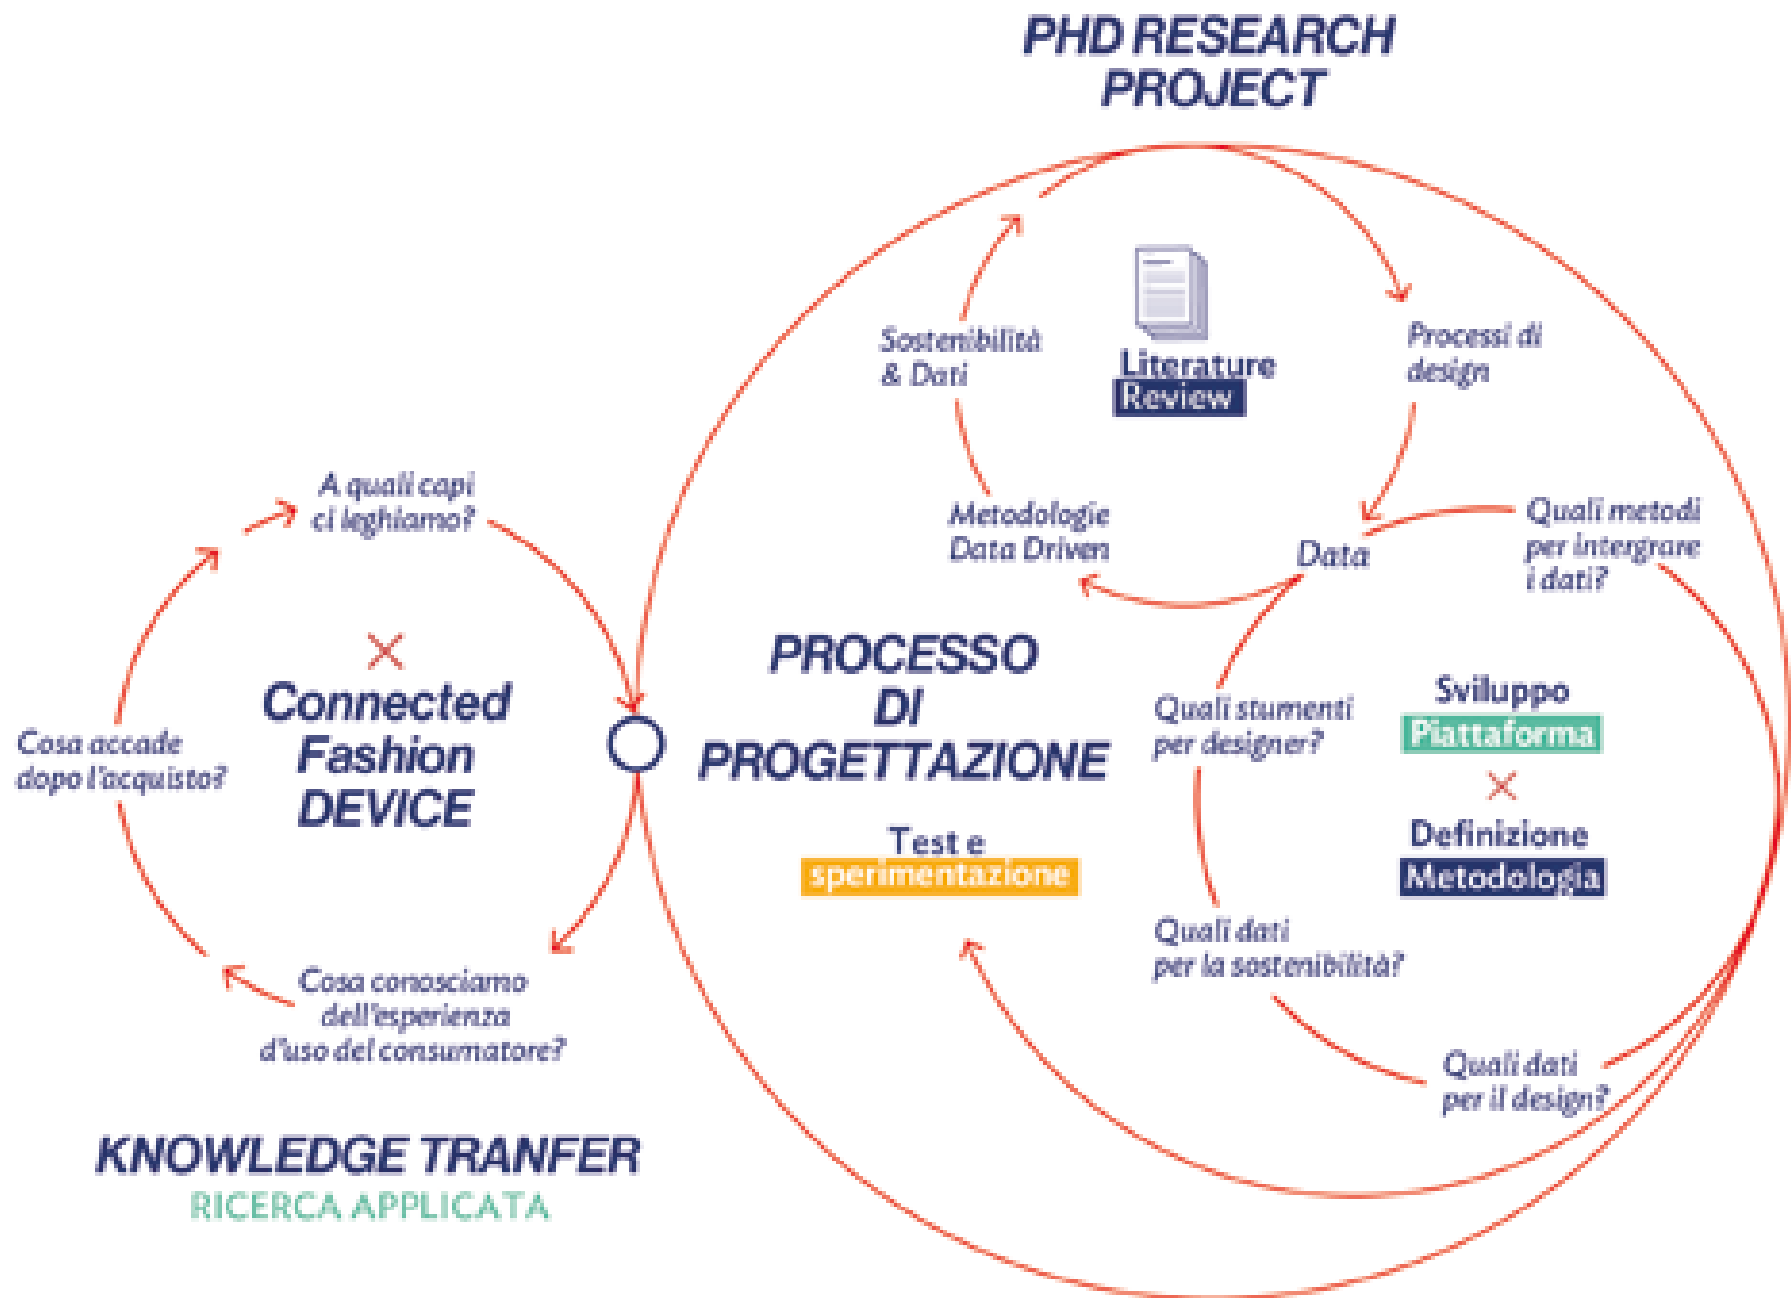 PHD RESEARCH
PROJECT
Sostenibilità
& Dati
Literature
Review
Processi di
design
A quali capi
ci leghiamo?
Metodologie
Data Driven
Data
Quali metodi
per intergrare
i dati?
Connected
Fashion
DEVICE
Cosa accade
dopo l'acquisto?
PROCESSO
DI
PROGETTAZIONE
Test e
sperimentazione
Quali stumenti
per designer?
Sviluppo
Piattaforma
Definizione
Metodologia
Quali dati
per la sostenibilità?
Cosa conosciamo
dell'esperienza
d'uso del consumatore?
Quali dati
per il design?
KNOWLEDGE TRANFER
RICERCA APPLICATA